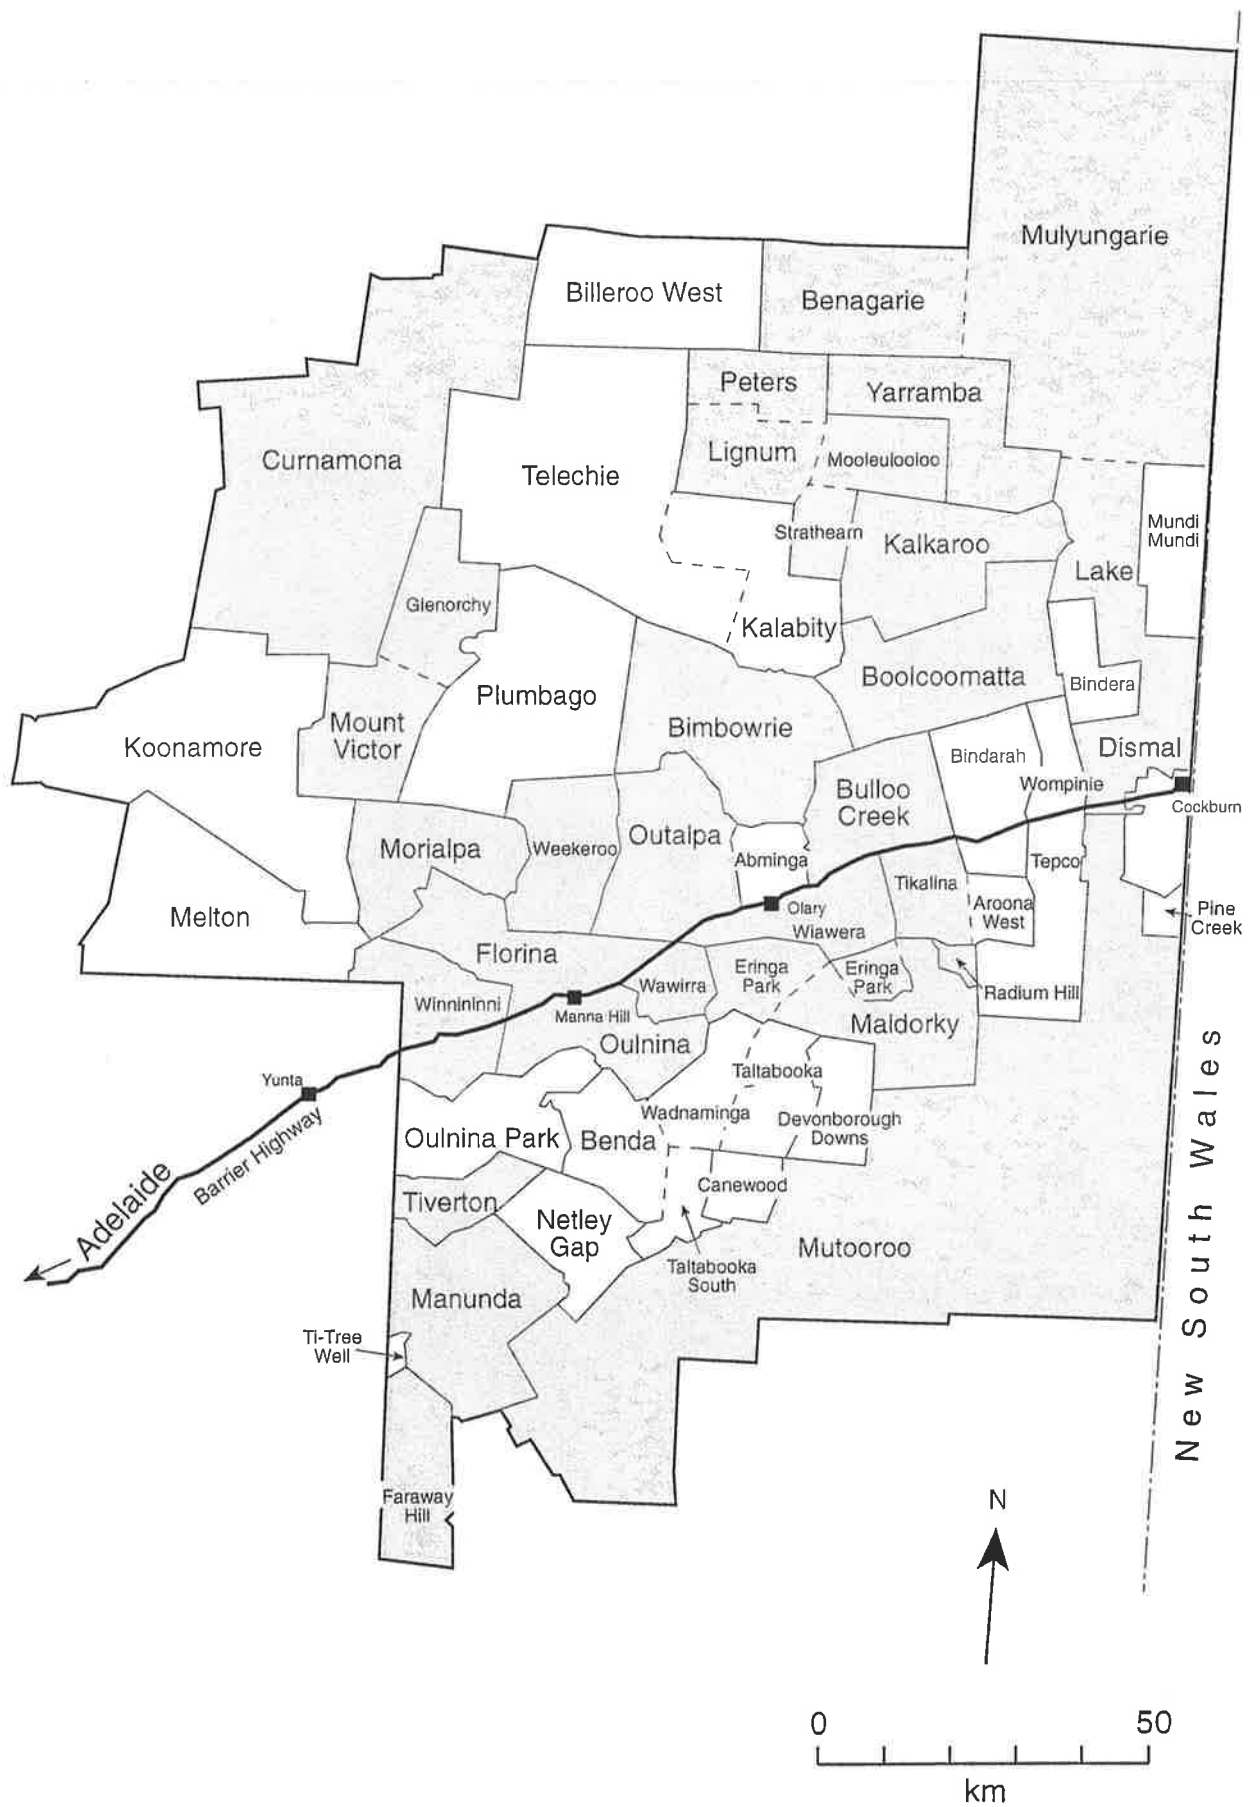 Mulyungarie
Billeroo West
Benagarie
Peters
Yarramba
Curnamona
Telechie
Lignum
Mooleulooloo
Strathearn
Kalkaroo
Mundi
Mundi
Lake
Glenorchy
Kalabity
Boolcoomatta
Bindera
Plumbago
Mount
Victor
Koonamore
Bimbowrie
Bindarah
Dismal
Wompinie
Cockburn
Bulloo
Creek
Outalpa
Morialpa
Weekeroo
Abminga
Tepco
Tikalina
Melton
Olary
Aroona
West
Pine
Creek
Wiawera
Florina
Eringa
Park
Eringa
Park
Wawirra
Radium Hill
Winnininni
Manna Hill
Maldorky
Oulnina
Yunta
Taltabooka
Wadnaminga
Devonborough
Downs
Oulnina Park
Benda
Barrier Highway
Adelaide
Canewood
Tiverton
Netley
Gap
Mutooroo
Taltabooka
South
Manunda
Ti-Tree
Well
Faraway
Hill
New South Wales
N
0 50
km